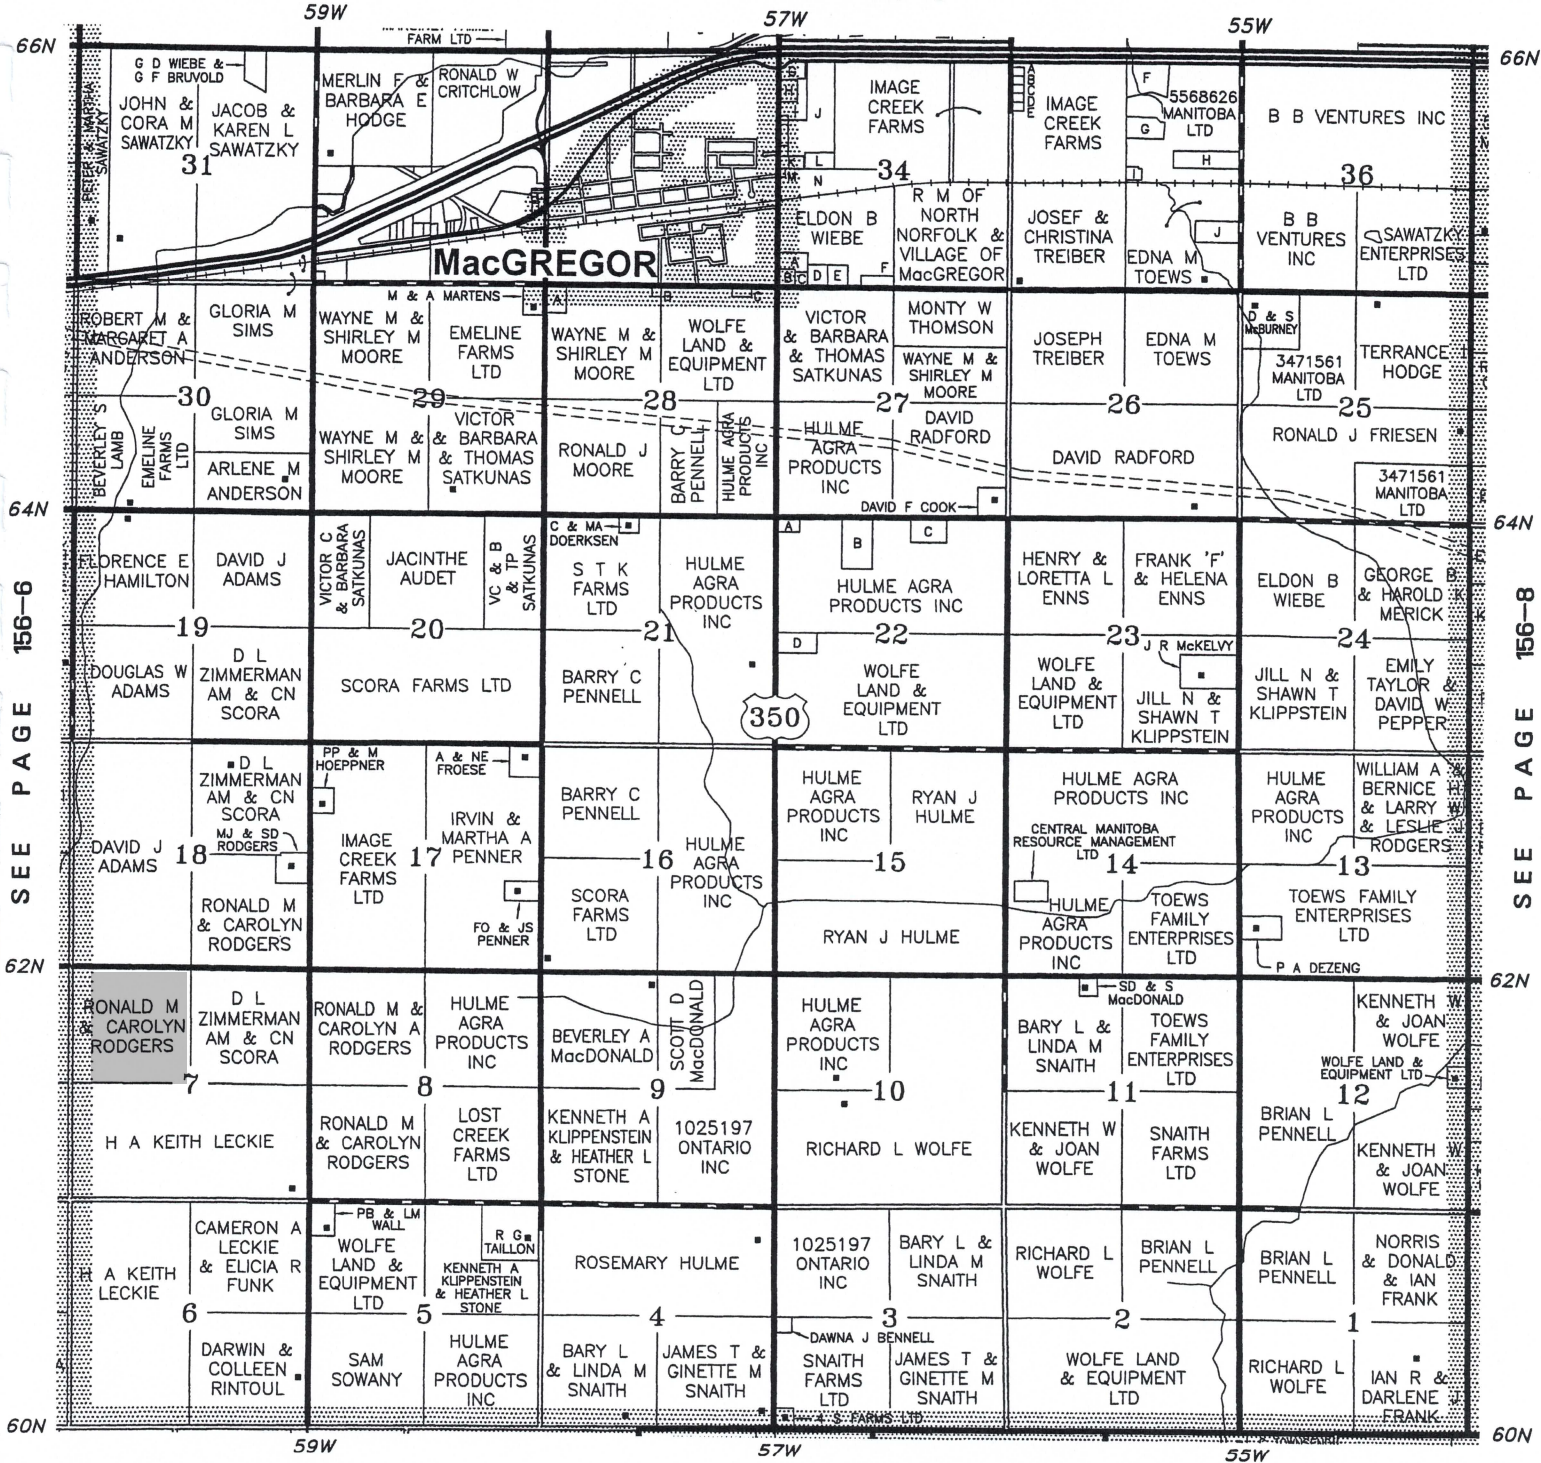 59W
57W
55W
66N
FARM LTD
66N
G D WIEBE &
G F BRUVOLD
PETER & MARTHA
SAWATZKY
JOHN &
CORA M
SAWATZKY
JACOB &
KAREN L
SAWATZKY
31
MERLIN F &
BARBARA E
HODGE
RONALD W
CRITCHLOW
MacGREGOR
H
J
K
L
M
N
IMAGE
CREEK
FARMS
34
ELDON B
WIEBE
R M OF
NORTH
NORFOLK &
VILLAGE OF
MacGREGOR
A
B
C
D
E
F
A
B
C
D
E
IMAGE
CREEK
FARMS
F
5568626
MANITOBA
LTD
G
H
I
J
JOSEF &
CHRISTINA
TREIBER
EDNA M
TOEWS
B B VENTURES INC
36
B B
VENTURES
INC
SAWATZKY
ENTERPRISES
LTD
ROBERT M &
MARGARET A
ANDERSON
GLORIA M
SIMS
30
BEVERLEY S
LAMB
EMELINE
FARMS
LTD
GLORIA M
SIMS
ARLENE M
ANDERSON
WAYNE M &
SHIRLEY M
MOORE
M & A MARTENS
EMELINE
FARMS
LTD
29
WAYNE M &
SHIRLEY M
MOORE
VICTOR
& BARBARA
& THOMAS
SATKUNAS
A
B
C
WAYNE M &
SHIRLEY M
MOORE
WOLFE
LAND &
EQUIPMENT
LTD
28
RONALD J
MOORE
BARRY C
PENNELL
HULME AGRA
PRODUCTS
INC
VICTOR
& BARBARA
& THOMAS
SATKUNAS
MONTY W
THOMSON
WAYNE M &
SHIRLEY M
MOORE
27
HULME
AGRA
PRODUCTS
INC
DAVID
RADFORD
DAVID F COOK
JOSEPH
TREIBER
EDNA M
TOEWS
26
DAVID RADFORD
D & S
McBURNEY
3471561
MANITOBA
LTD
TERRANCE
HODGE
25
RONALD J FRIESEN
3471561
MANITOBA
LTD
64N
64N
FLORENCE E
HAMILTON
DAVID J
ADAMS
19
DOUGLAS W
ADAMS
D L
ZIMMERMAN
AM & CN
SCORA
VICTOR C
& BARBARA
SATKUNAS
JACINTHE
AUDET
VC & B
& TP
SATKUNAS
20
SCORA FARMS LTD
C & MA
DOERKSEN
S T K
FARMS
LTD
HULME
AGRA
PRODUCTS
INC
21
BARRY C
PENNELL
A
B
C
HULME AGRA
PRODUCTS INC
22
D
WOLFE
LAND &
EQUIPMENT
LTD
350
HENRY &
LORETTA L
ENNS
FRANK 'F'
& HELENA
ENNS
23
J R McKELVY
WOLFE
LAND &
EQUIPMENT
LTD
JILL N &
SHAWN T
KLIPPSTEIN
ELDON B
WIEBE
GEORGE B
& HAROLD K
MERICK
24
JILL N &
SHAWN T
KLIPPSTEIN
EMILY
TAYLOR &
DAVID W
PEPPER
SEE PAGE 156-6
SEE PAGE 156-8
DAVID J
ADAMS
D L
ZIMMERMAN
AM & CN
SCORA
MJ & SD
RODGERS
18
RONALD M
& CAROLYN
RODGERS
PP & M
HOEPPNER
A & NE
FROESE
IMAGE
CREEK
FARMS
LTD
17
IRVIN &
MARTHA A
PENNER
FO & JS
PENNER
BARRY C
PENNELL
16
HULME
AGRA
PRODUCTS
INC
SCORA
FARMS
LTD
HULME
AGRA
PRODUCTS
INC
RYAN J
HULME
15
RYAN J HULME
HULME AGRA
PRODUCTS INC
CENTRAL MANITOBA
RESOURCE MANAGEMENT
LTD
14
HULME
AGRA
PRODUCTS
INC
TOEWS
FAMILY
ENTERPRISES
LTD
HULME
AGRA
PRODUCTS
INC
WILLIAM A &
BERNICE H
& LARRY W
& LESLIE J
RODGERS
13
TOEWS FAMILY
ENTERPRISES
LTD
P A DEZENG
62N
62N
RONALD M
& CAROLYN
RODGERS
D L
ZIMMERMAN
AM & CN
SCORA
7
H A KEITH LECKIE
RONALD M &
CAROLYN A
RODGERS
HULME
AGRA
PRODUCTS
INC
8
RONALD M
& CAROLYN
RODGERS
LOST
CREEK
FARMS
LTD
BEVERLEY A
MacDONALD
SCOTT D
MacDONALD
9
KENNETH A
KLIPPENSTEIN
& HEATHER L
STONE
1025197
ONTARIO
INC
HULME
AGRA
PRODUCTS
INC
10
RICHARD L WOLFE
SD & S
MacDONALD
BARY L &
LINDA M
SNAITH
TOEWS
FAMILY
ENTERPRISES
LTD
11
KENNETH W
& JOAN
WOLFE
SNAITH
FARMS
LTD
KENNETH W
& JOAN
WOLFE
WOLFE LAND &
EQUIPMENT LTD
12
BRIAN L
PENNELL
KENNETH W
& JOAN
WOLFE
H A KEITH
LECKIE
CAMERON A
LECKIE
& ELICIA R
FUNK
6
DARWIN &
COLLEEN
RINTOUL
PB & LM
WALL
WOLFE
LAND &
EQUIPMENT
LTD
R G
TAILLON
KENNETH A
KLIPPENSTEIN
& HEATHER L
STONE
5
SAM
SOWANY
HULME
AGRA
PRODUCTS
INC
ROSEMARY HULME
4
BARY L
& LINDA M
SNAITH
JAMES T &
GINETTE M
SNAITH
1025197
ONTARIO
INC
BARY L &
LINDA M
SNAITH
3
DAWNA J BENNELL
SNAITH
FARMS
LTD
JAMES T &
GINETTE M
SNAITH
4 S FARMS LTD
RICHARD L
WOLFE
BRIAN L
PENNELL
2
WOLFE LAND
& EQUIPMENT
LTD
BRIAN L
PENNELL
NORRIS
& DONALD
& IAN
FRANK
1
RICHARD L
WOLFE
IAN R &
DARLENE J
FRANK
60N
60N
59W
57W
55W